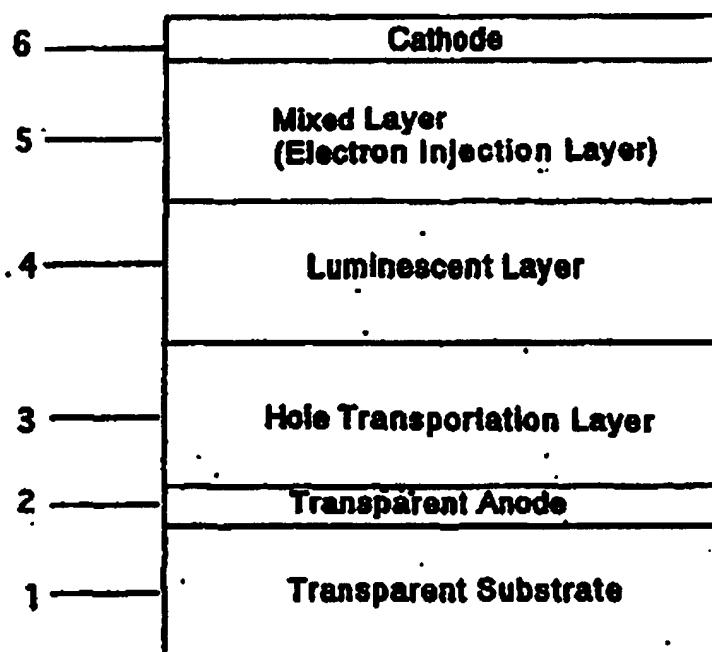 6 Cathode
5 Mixed Layer
(Electron Injection Layer)
4 Luminescent Layer
3 Hole Transportation Layer
2 Transparent Anode
1 Transparent Substrate